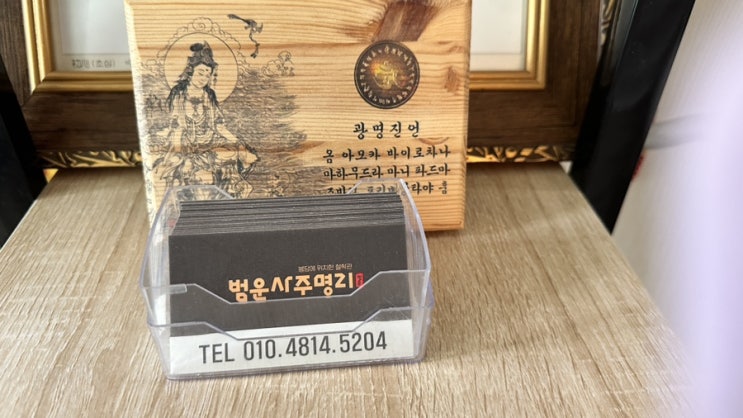 광명진언
옴 아모카 바이로차나
마하무드라 마니 파드마
범운사주명리
TEL 010.4814.5204